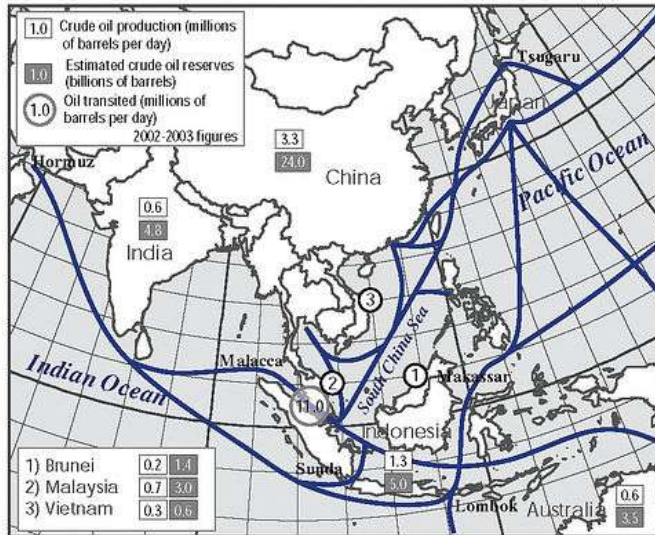 1.0 Crude oil production (millions
of barrels per day)
1.0 Estimated crude oil reserves
(billions of barrels)
1.0 Oil transited (millions of
barrels per day)
2002-2003 figures
Tsugaru
Japan
Hormuz
3.3
24.0
China
Pacific Ocean
0.6
4.8
India
3
South China Sea
Malacca
Indian Ocean
2
1
Makassar
11.0
Indonesia
1.3
5.0
Sunda
Lombok
Australia
0.6
3.5
1) Brunei 0.2 1.4
2) Malaysia 0.7 3.0
3) Vietnam 0.3 0.6